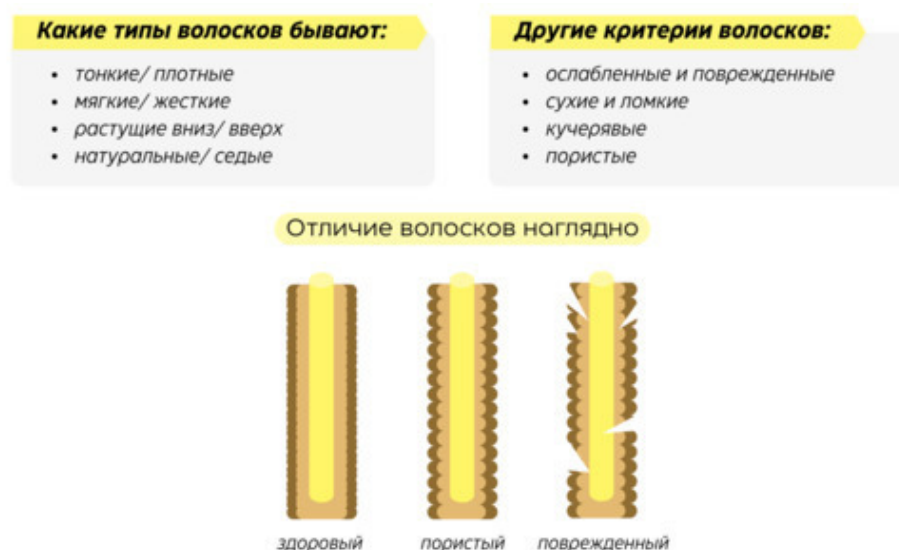 Какие типы волосков бывают:
• тонкие/ плотные
• мягкие/ жесткие
• растущие вниз/ вверх
• натуральные/ седые
Другие критерии волосков:
• ослабленные и поврежденные
• сухие и ломкие
• кучерявые
• пористые
Отличие волосков наглядно
здоровый
пористый
поврежденный